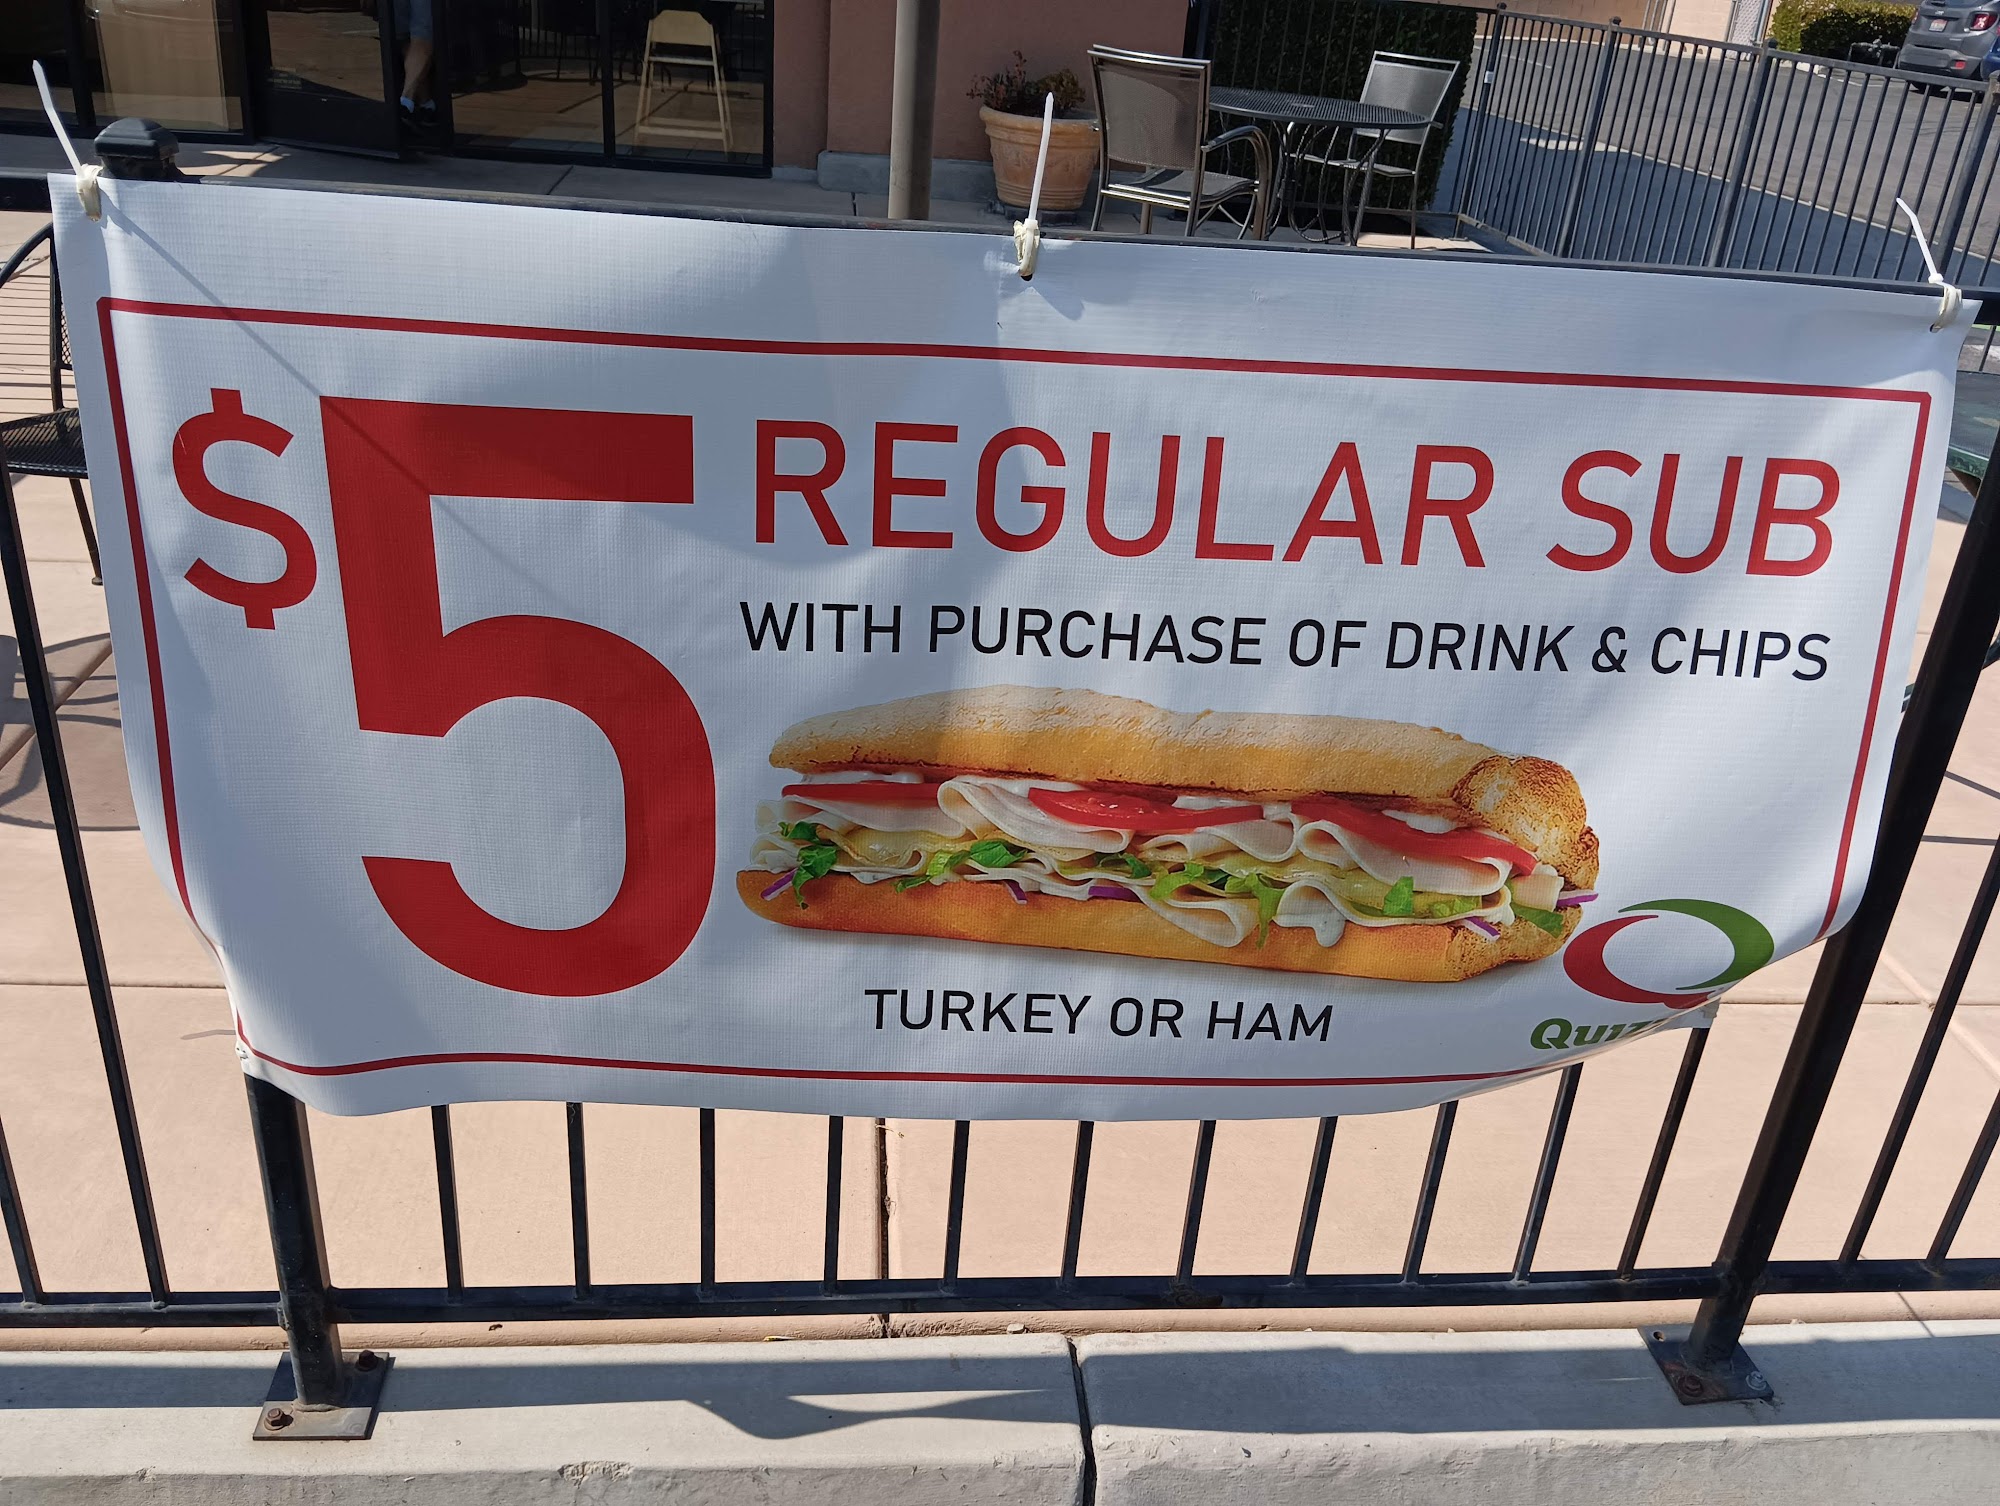 $5 REGULAR SUB
WITH PURCHASE OF DRINK & CHIPS
TURKEY OR HAM